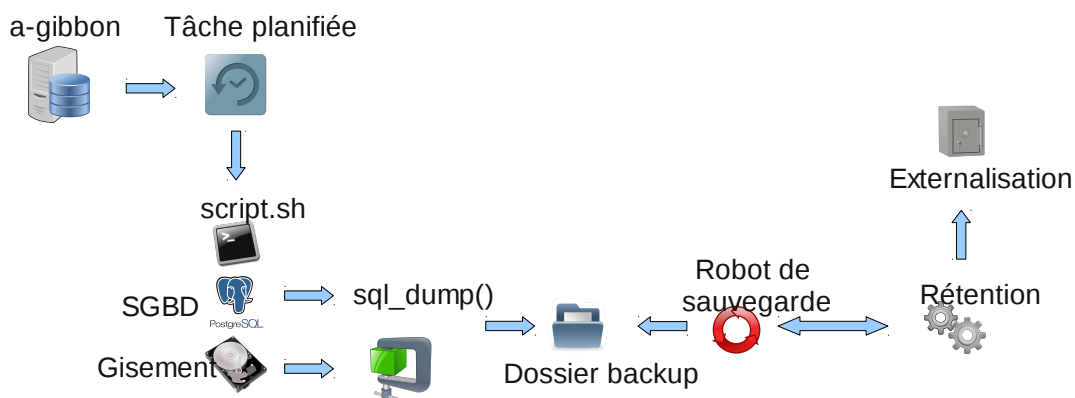 a-gibbon
Tâche planifiée
script.sh
SGBD
PostgreSQL
sql_dump()
Gisement
Dossier backup
Robot de
sauvegarde
Rétention
Externalisation